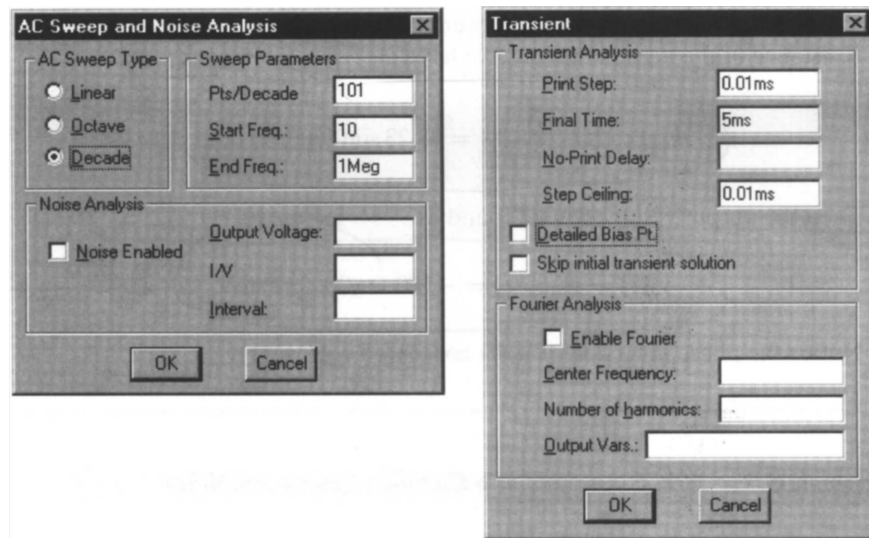 AC Sweep and Noise Analysis
AC Sweep Type
Linear
Octave
Decade
Sweep Parameters
Pts/Decade 101
Start Freq.: 10
End Freq.: 1Meg
Noise Analysis
Noise Enabled
Output Voltage:
I/V
Interval:
OK Cancel
Transient
Transient Analysis
Print Step: 0.01ms
Final Time: 5ms
No-Print Delay:
Step Ceiling: 0.01ms
Detailed Bias Pt.
Skip initial transient solution
Fourier Analysis
Enable Fourier
Center Frequency:
Number of harmonics:
Output Vars.:
OK Cancel